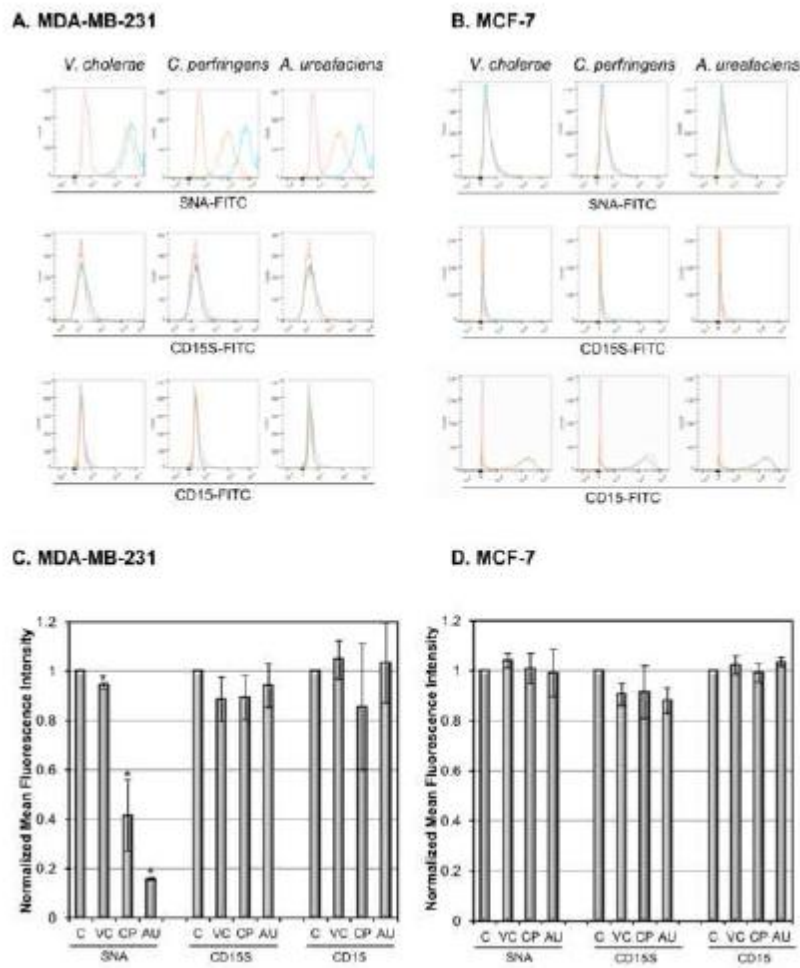 A. MDA-MB-231
V. cholerae C. perfringens A. ureafaciens
SNA-FITC
CD15S-FITC
CD15-FITC
B. MCF-7
V. cholerae C. perfringens A. ureafaciens
SNA-FITC
CD15S-FITC
CD15-FITC
C. MDA-MB-231
Normalized Mean Fluorescence Intensity
1.2
1
0.8
0.6
0.4
0.2
0
* *
C VC CP AU C VC CP AU C VC CP AU
SNA CD15S CD15
D. MCF-7
Normalized Mean Fluorescence Intensity
1.2
1
0.8
0.6
0.4
0.2
0
C VC CP AU C VC CP AU C VC CP AU
SNA CD15S CD15